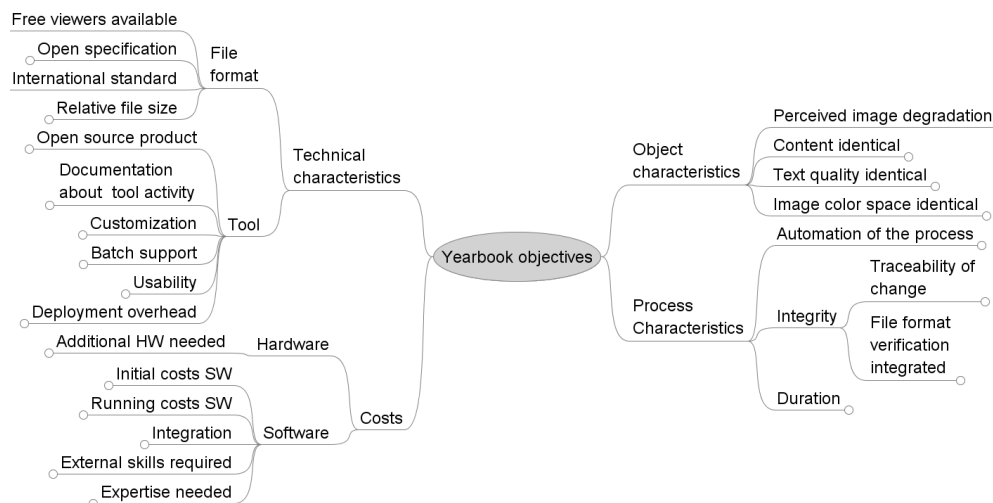 Free viewers available
Open specification
International standard
Relative file size
File
format
Open source product
Documentation
about  tool activity
Customization
Batch support
Usability
Deployment overhead
Tool
Technical
characteristics
Additional HW needed
Hardware
Initial costs SW
Running costs SW
Integration
External skills required
Expertise needed
Software
Costs
Yearbook objectives
Object
characteristics
Perceived image degradation
Content identical
Text quality identical
Image color space identical
Process
Characteristics
Automation of the process
Integrity
Traceability of
change
File format
verification
integrated
Duration